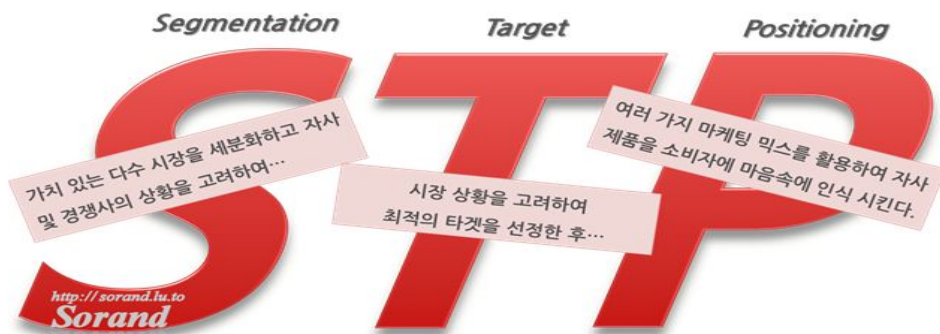 Segmentation
Target
Positioning
STP
가치 있는 다수 시장을 세분화하고 자사
및 경쟁사의 상황을 고려하여…
시장 상황을 고려하여
최적의 타겟을 선정한 후…
여러 가지 마케팅 믹스를 활용하여 자사
제품을 소비자에 마음속에 인식 시킨다.
http://sorand.lu.to
Sorand